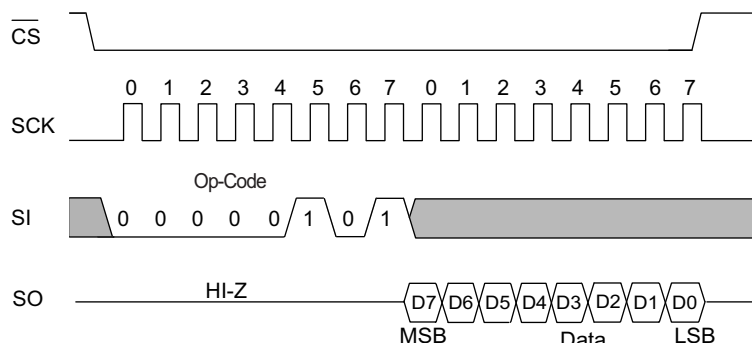 CS
0 1 2 3 4 5 6 7 0 1 2 3 4 5 6 7
SCK
Op-Code
SI 0 0 0 0 0 1 0 1
HI-Z
SO D7 D6 D5 D4 D3 D2 D1 D0
MSB Data LSB